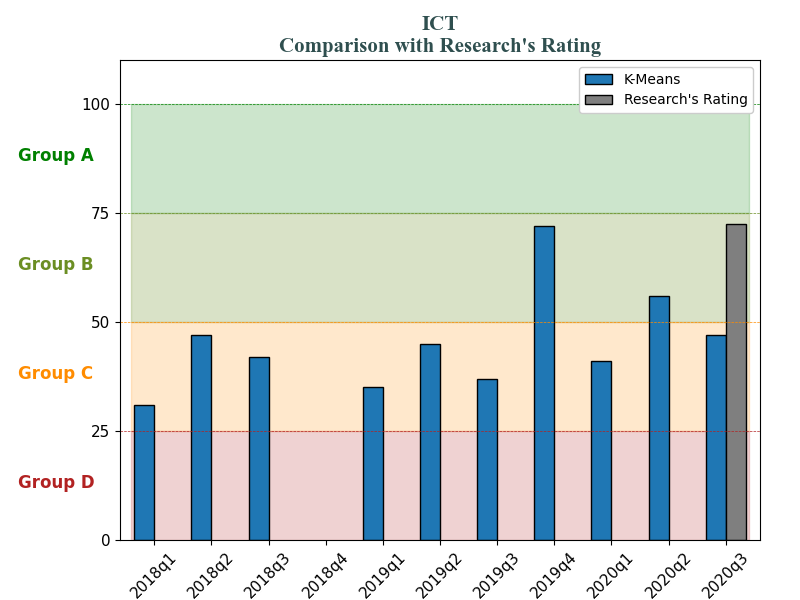 ICT
Comparison with Research's Rating
K-Means
Research's Rating
100
Group A
75
Group B
50
Group C
25
Group D
0
2018q1
2018q2
2018q3
2018q4
2019q1
2019q2
2019q3
2019q4
2020q1
2020q2
2020q3